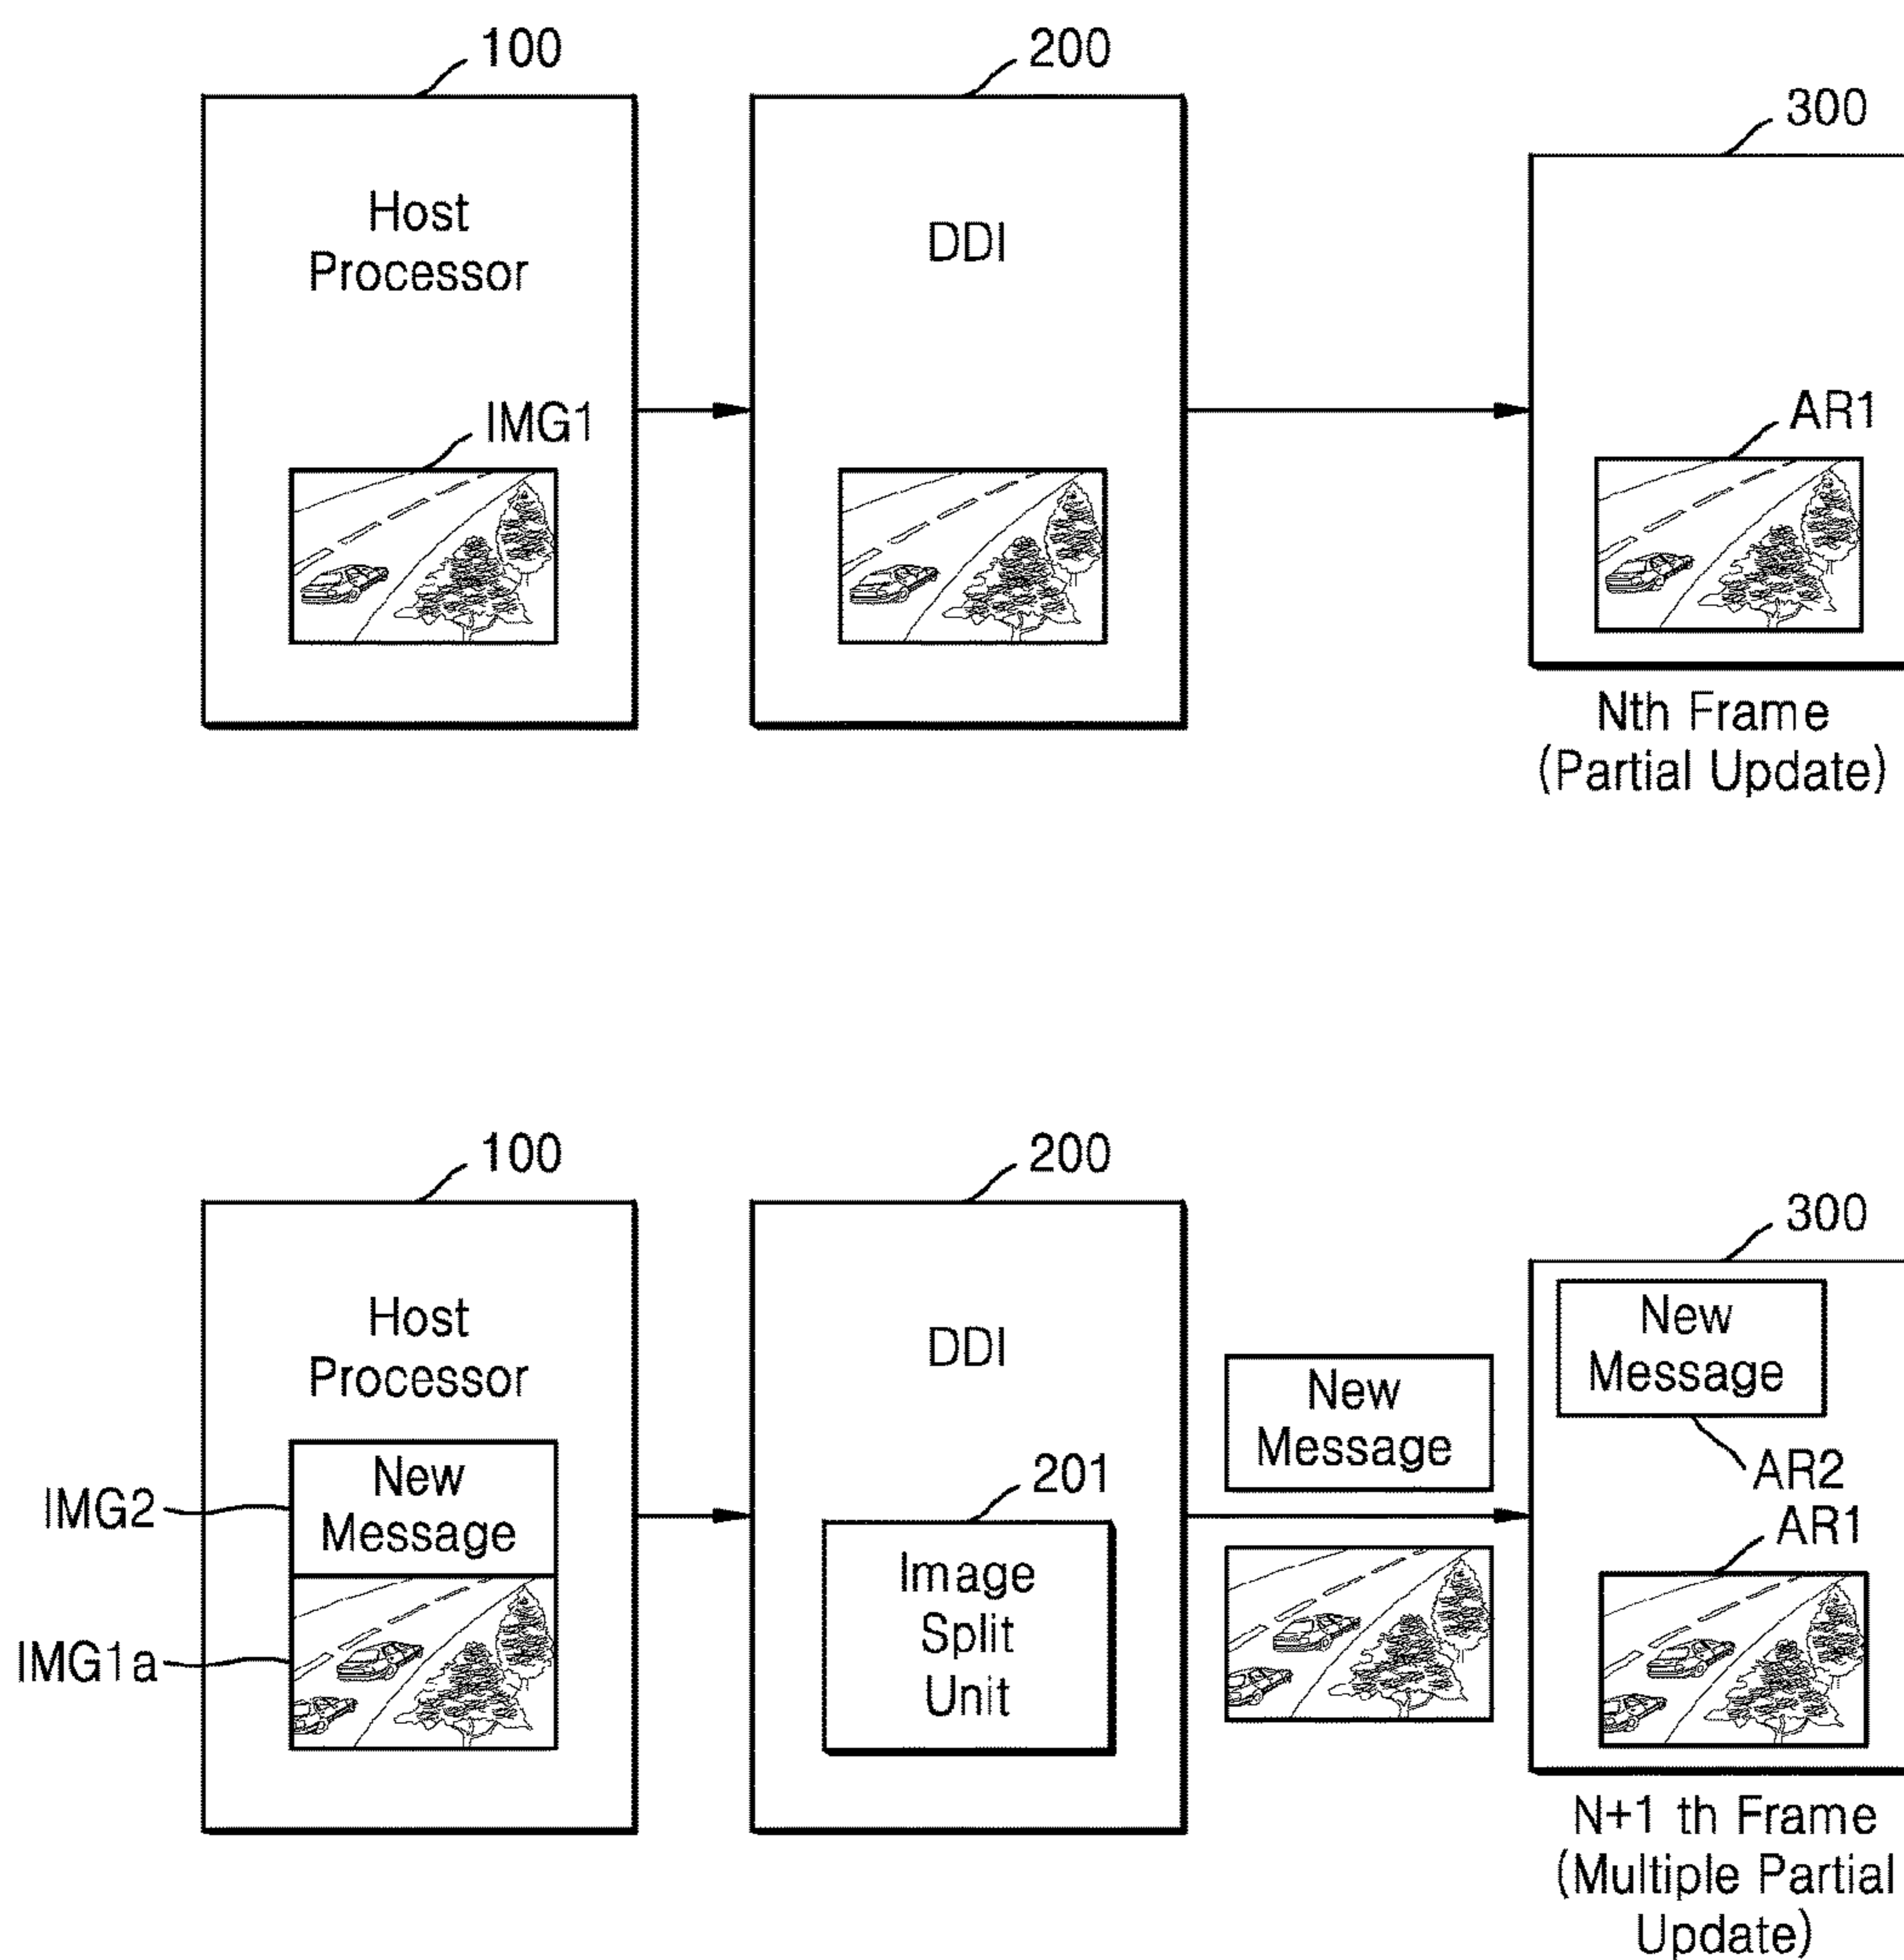 100
200
300
Host
Processor
DDI
IMG1
AR1
Nth Frame
(Partial Update)
100
200
300
Host
Processor
DDI
New
Message
New
Message
New
Message
IMG2
201
AR2
AR1
Image
Split
Unit
IMG1a
N+1 th Frame
(Multiple Partial
Update)